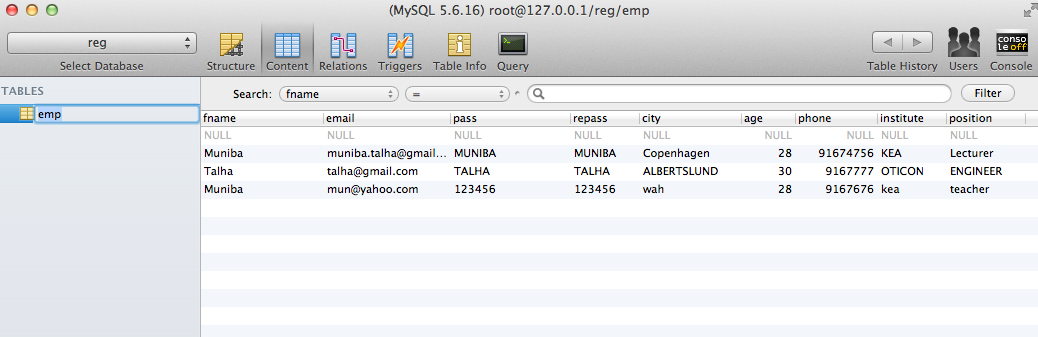 (MySQL 5.6.16) root@127.0.0.1/reg/emp
reg
Select Database
Structure Content Relations Triggers Table Info Query
Table History Users Console
conso
le off
TABLES
emp
Search: fname = Filter
fname email pass repass city age phone institute position
NULL NULL NULL NULL NULL NULL NULL NULL NULL
Muniba muniba.talha@gmail... MUNIBA MUNIBA Copenhagen 28 91674756 KEA Lecturer
Talha talha@gmail.com TALHA TALHA ALBERTSLUND 30 9167777 OTICON ENGINEER
Muniba mun@yahoo.com 123456 123456 wah 28 9167676 kea teacher